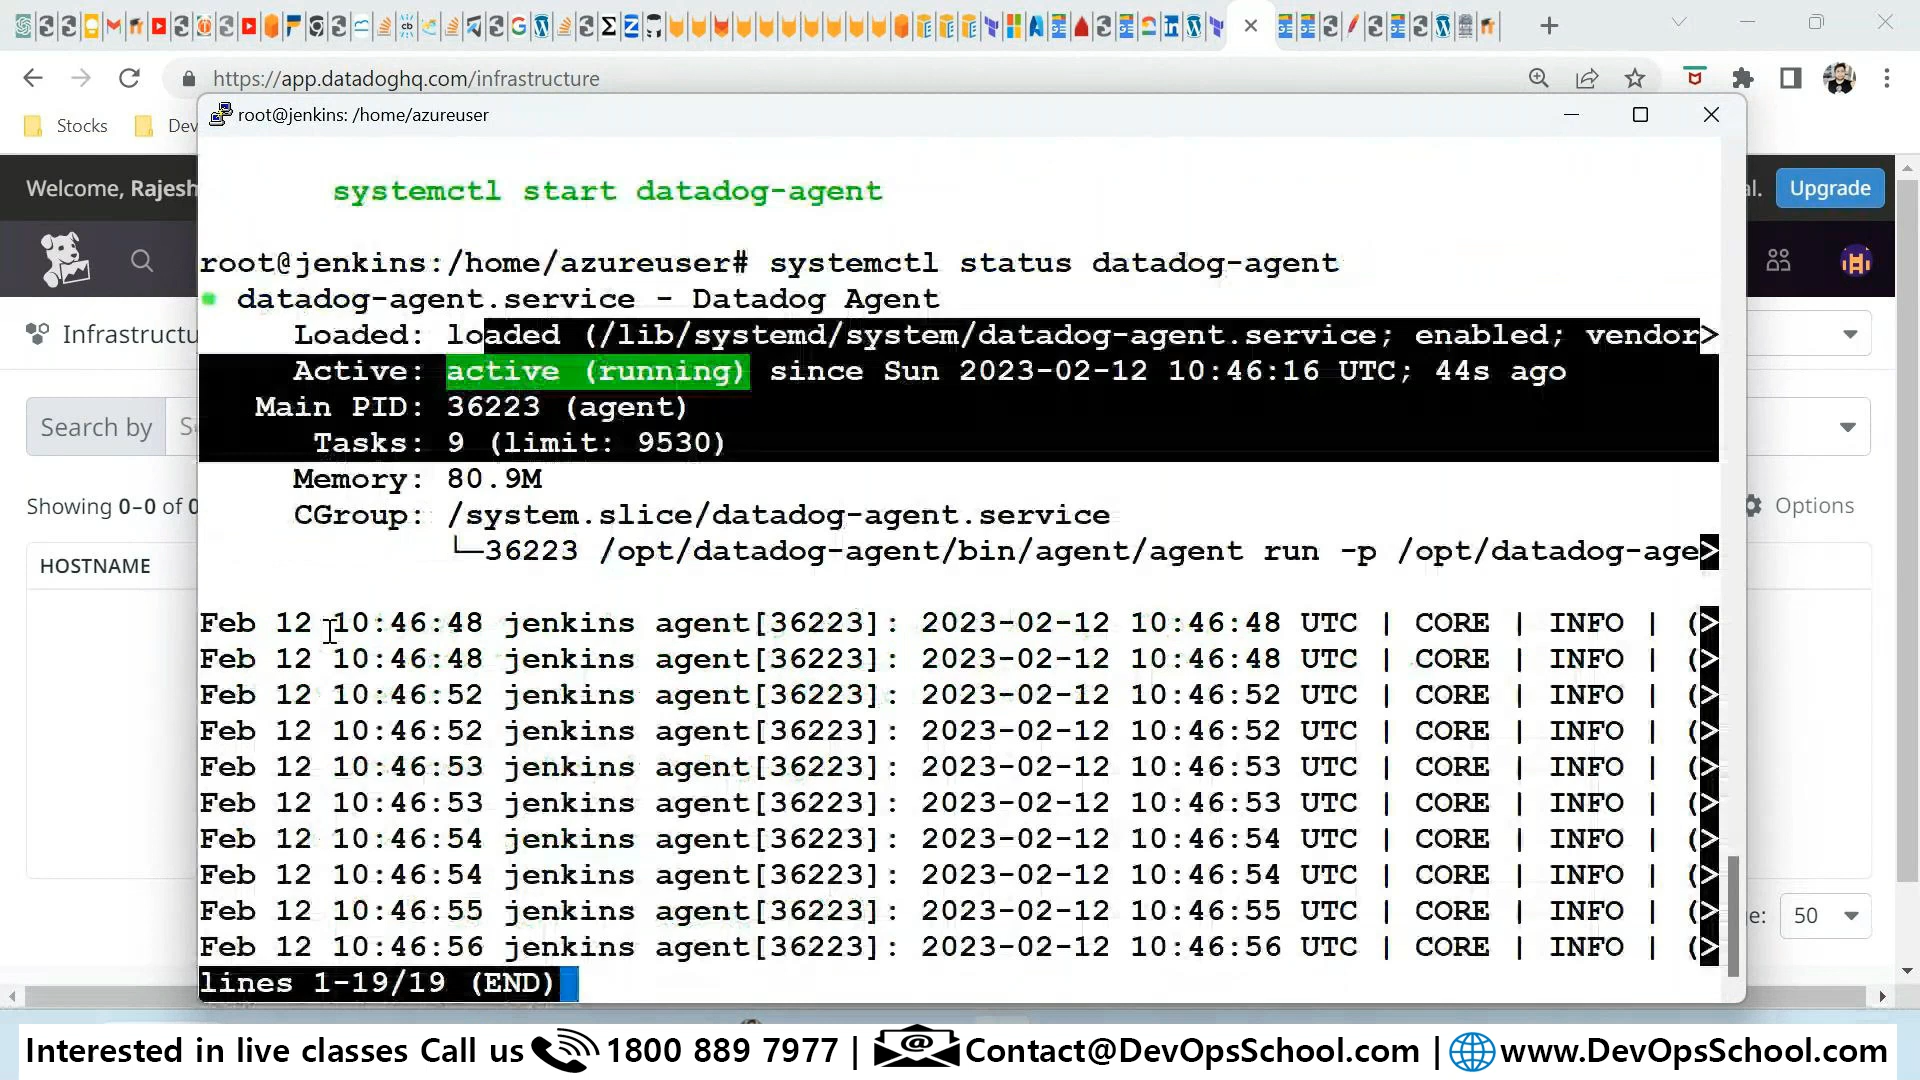 https://app.datadoghq.com/infrastructure
Stocks
root@jenkins: /home/azureuser
Welcome, Rajesh
Upgrade
systemctl start datadog-agent
root@jenkins:/home/azureuser# systemctl status datadog-agent
datadog-agent.service - Datadog Agent
Loaded: loaded (/lib/systemd/system/datadog-agent.service; enabled; vendor>
Active: active (running) since Sun 2023-02-12 10:46:16 UTC; 44s ago
Main PID: 36223 (agent)
Tasks: 9 (limit: 9530)
Memory: 80.9M
CGroup: /system.slice/datadog-agent.service
└─36223 /opt/datadog-agent/bin/agent/agent run -p /opt/datadog-age>
Search by
Showing 0–0 of 0
Options
HOSTNAME
Feb 12 10:46:48 jenkins agent[36223]: 2023-02-12 10:46:48 UTC | CORE | INFO | (>
Feb 12 10:46:48 jenkins agent[36223]: 2023-02-12 10:46:48 UTC | CORE | INFO | (>
Feb 12 10:46:52 jenkins agent[36223]: 2023-02-12 10:46:52 UTC | CORE | INFO | (>
Feb 12 10:46:52 jenkins agent[36223]: 2023-02-12 10:46:52 UTC | CORE | INFO | (>
Feb 12 10:46:53 jenkins agent[36223]: 2023-02-12 10:46:53 UTC | CORE | INFO | (>
Feb 12 10:46:53 jenkins agent[36223]: 2023-02-12 10:46:53 UTC | CORE | INFO | (>
Feb 12 10:46:54 jenkins agent[36223]: 2023-02-12 10:46:54 UTC | CORE | INFO | (>
Feb 12 10:46:54 jenkins agent[36223]: 2023-02-12 10:46:54 UTC | CORE | INFO | (>
Feb 12 10:46:55 jenkins agent[36223]: 2023-02-12 10:46:55 UTC | CORE | INFO | (>
Feb 12 10:46:56 jenkins agent[36223]: 2023-02-12 10:46:56 UTC | CORE | INFO | (>
50
lines 1-19/19 (END)
Interested in live classes Call us 1800 889 7977 | Contact@DevOpsSchool.com | www.DevOpsSchool.com